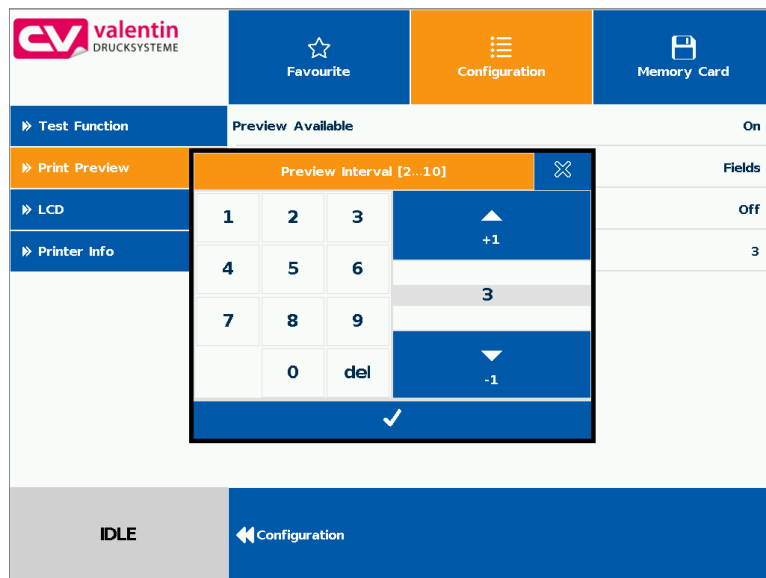 valentin
DRUCKSYSTEME
Favourite
Configuration
Memory Card
Test Function
Preview Available On
Print Preview
Fields
LCD
Off
Printer Info
3
Preview Interval [2...10]
1 2 3
+1
4 5 6
3
7 8 9
0 del
-1
IDLE
Configuration